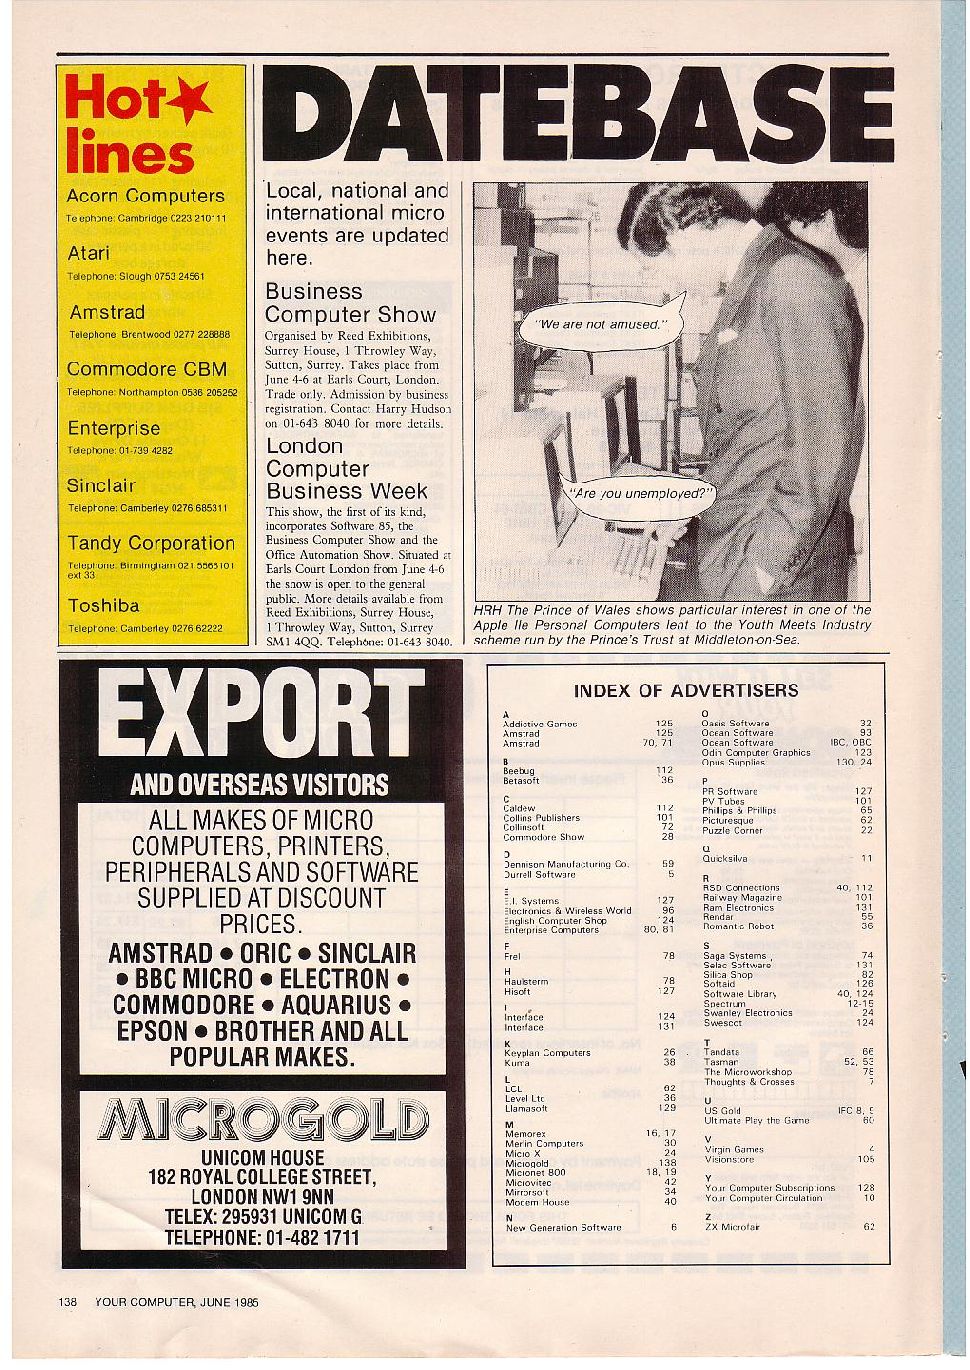 Hot
lines
Acorn Computers
Telephone: Cambridge 0223 210111
Atari
Telephone: Slough 0753 24561
Amstrad
Telephone: Brentwood 0277 228888
Commodore CBM
Telephone: Northampton 0536 205252
Enterprise
Telephone: 01-739 4282
Sinclair
Telephone: Camberley 0276 685311
Tandy Corporation
Telephone: Birmingham 021 5565101
ext 33
Toshiba
Telephone: Camberley 0276 62222
DATEBASE
Local, national and
international micro
events are updated
here.
Business
Computer Show
Organised by Reed Exhibitions,
Surrey House, 1 Throwley Way,
Sutton, Surrey. Takes place from
June 4-6 at Earls Court, London.
Trade only. Admission by business
registration. Contact Harry Hudson
on 01-643 8040 for more details.
London
Computer
Business Week
This show, the first of its kind,
incorporates Software 85, the
Business Computer Show and the
Office Automation Show. Situated at
Earls Court London from June 4-6
the show is open to the general
public. More details available from
Reed Exhibitions, Surrey House,
1 Throwley Way, Sutton, Surrey
SM1 4QQ. Telephone: 01-643 8040.
"We are not amused."
"Are you unemployed?"
HRH The Prince of Wales shows particular interest in one of the
Apple IIe Personal Computers lent to the Youth Meets Industry
scheme run by the Prince's Trust at Middleton-on-Sea.
EXPORT
AND OVERSEAS VISITORS
ALL MAKES OF MICRO
COMPUTERS, PRINTERS,
PERIPHERALS AND SOFTWARE
SUPPLIED AT DISCOUNT
PRICES.
AMSTRAD • ORIC • SINCLAIR
• BBC MICRO • ELECTRON •
COMMODORE • AQUARIUS •
EPSON • BROTHER AND ALL
POPULAR MAKES.
MICROGOLD
UNICOM HOUSE
182 ROYAL COLLEGE STREET,
LONDON NW1 9NN
TELEX: 295931 UNICOM G
TELEPHONE: 01-482 1711
INDEX OF ADVERTISERS
A
Addictive Games 125
Amstrad 125
Amstrad 70, 71
B
Beebug 112
Betasoft 36
C
Caldew 112
Collins Publishers 101
Collinsoft 72
Commodore Show 28
D
Dennison Manufacturing Co. 59
Durrell Software 5
E
E.I. Systems 127
Electronics & Wireless World 96
English Computer Shop 124
Enterprise Computers 80, 81
F
Frel 78
H
Haulsterm 78
Hisoft 127
I
Interface 124
Interface 131
K
Keyplan Computers 26
Kuma 38
L
LCL 62
Level Ltd 36
Llamasoft 129
M
Memorex 16, 17
Merlin Computers 30
Micro X 24
Microgold 138
Micronet 800 18, 19
Microvitec 42
Mirrorsoft 34
Modem House 40
N
New Generation Software 6
O
Oasis Software 32
Ocean Software 93
Ocean Software IBC, OBC
Odin Computer Graphics 123
Opus Supplies 130, 24
P
PR Software 127
PV Tubes 101
Phillips & Phillips 65
Picturesque 62
Puzzle Corner 22
Q
Quicksilva 11
R
RSD Connections 40, 112
Railway Magazine 101
Ram Electronics 131
Rendar 55
Romantic Robot 36
S
Saga Systems 74
Selec Software 131
Silica Shop 82
Softaid 126
Software Library 40, 124
Spectrum 12-15
Swanley Electronics 24
Swescot 124
T
Tandata 66
Tasman 52, 53
The Microworkshop 78
Thoughts & Crosses 7
U
US Gold IFC 8, 9
Ultimate Play the Game 60
V
Virgin Games 4
Visionstore 105
Y
Your Computer Subscriptions 128
Your Computer Circulation 10
Z
ZX Microfair 62
138 YOUR COMPUTER, JUNE 1985